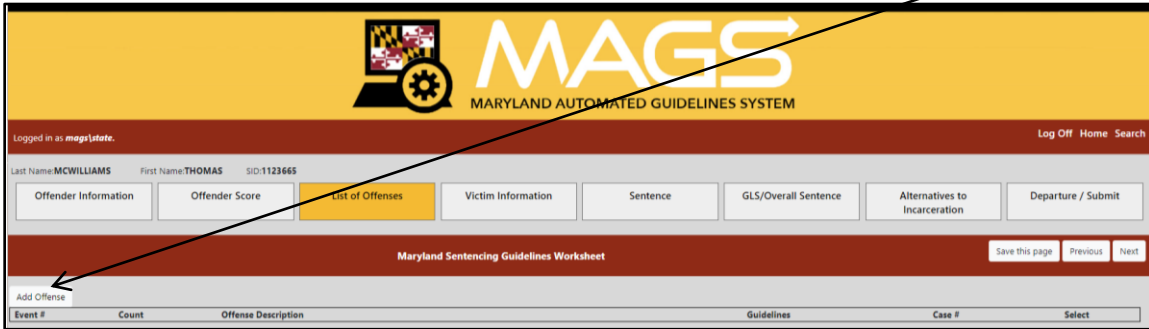 MAGS
MARYLAND AUTOMATED GUIDELINES SYSTEM
Logged in as mags\state.
Log Off Home Search
Last Name:MCWILLIAMS First Name:THOMAS SID:1123665
Offender Information Offender Score List of Offenses Victim Information Sentence GLS/Overall Sentence Alternatives to Incarceration Departure / Submit
Maryland Sentencing Guidelines Worksheet
Save this page Previous Next
Add Offense
Event # Count Offense Description Guidelines Case # Select